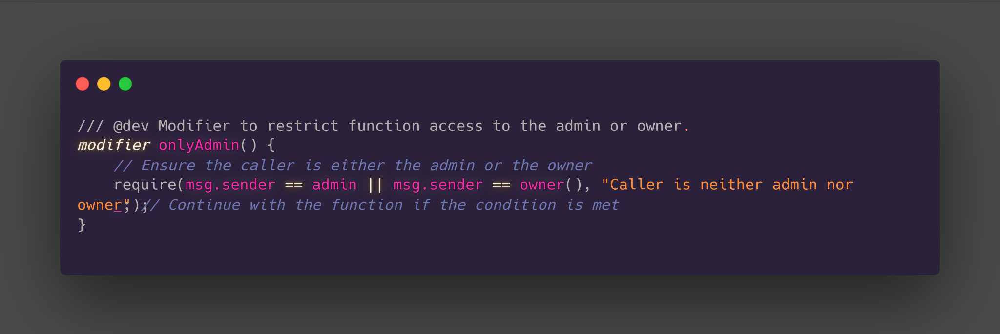 /// @dev Modifier to restrict function access to the admin or owner.
modifier onlyAdmin() {
    // Ensure the caller is either the admin or the owner
    require(msg.sender == admin || msg.sender == owner(), "Caller is neither admin nor
owner");
    _; // Continue with the function if the condition is met
}